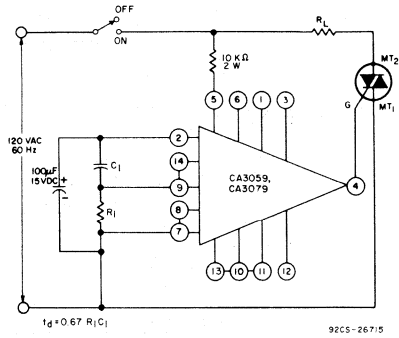 OFF
ON
R_L
10 KΩ
2 W
MT2
MT1
G
5
6
1
3
120 VAC
60 Hz
100μF
15VDC
+
-
C1
R1
2
14
9
8
7
CA3059,
CA3079
4
13
10
11
12
td=0.67 R1C1
92CS-26715